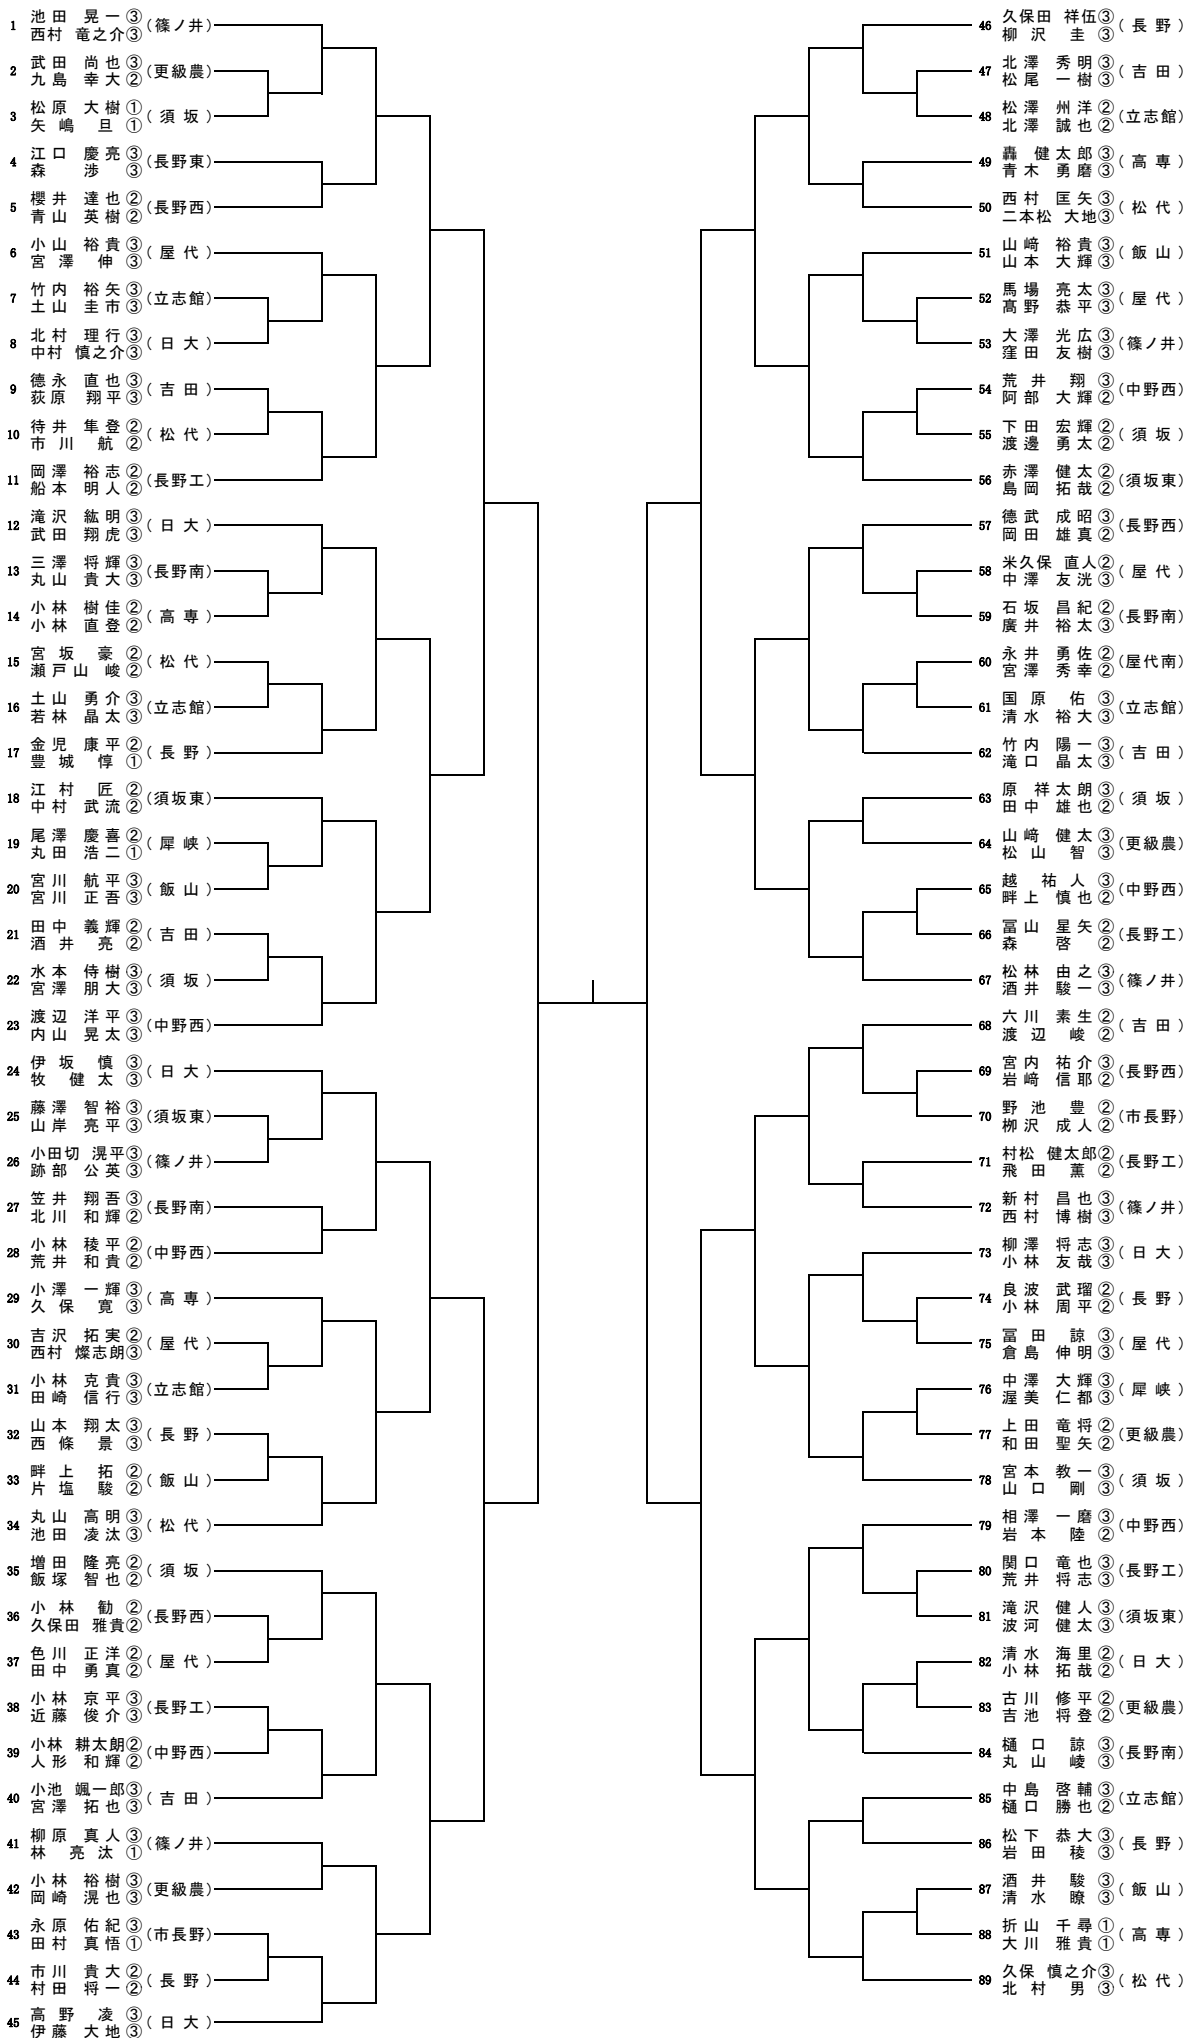 1 池田 晃一③ (篠ノ井)
西村 竜之介③
2 武田 尚也③ (更級農)
九島 幸大②
3 松原 大樹① (須坂)
矢嶋 旦①
4 江口 慶亮③ (長野東)
森 渉③
5 櫻井 達也② (長野西)
青山 英樹②
6 小山 裕貴③ (屋代)
宮澤 伸③
7 竹内 裕矢③ (立志館)
土山 圭市③
8 北村 理行③ (日大)
中村 慎之介③
9 德永 直也③ (吉田)
荻原 翔平③
10 待井 隼登② (松代)
市川 航②
11 岡澤 裕志② (長野工)
船本 明人②
12 滝沢 紘明③ (日大)
武田 翔虎③
13 三澤 将輝③ (長野南)
丸山 貴大③
14 小林 樹佳② (高専)
小林 直登②
15 宮坂 豪② (松代)
瀬戸山 峻②
16 土山 勇介③ (立志館)
若林 晶太③
17 金児 康平② (長野)
豊城 惇①
18 江村 匠② (須坂東)
中村 武流②
19 尾澤 慶喜② (犀峡)
丸田 浩二①
20 宮川 航平③ (飯山)
宮川 正吾③
21 田中 義輝② (吉田)
酒井 亮②
22 水本 侍樹③ (須坂)
宮澤 朋大③
23 渡辺 洋平③ (中野西)
内山 晃太③
24 伊坂 慎③ (日大)
牧 健太③
25 藤澤 智裕③ (須坂東)
山岸 亮平③
26 小田切 滉平③ (篠ノ井)
跡部 公英③
27 笠井 翔吾③ (長野南)
北川 和輝②
28 小林 稜平② (中野西)
荒井 和貴②
29 小澤 一輝③ (高専)
久保 寛③
30 吉沢 拓実② (屋代)
西村 燦志朗③
31 小林 克貴③ (立志館)
田崎 信行③
32 山本 翔太③ (長野)
西條 景③
33 畔上 拓② (飯山)
片塩 駿②
34 丸山 高明③ (松代)
池田 凌汰③
35 増田 隆亮② (須坂)
飯塚 智也②
36 小林 勧② (長野西)
久保田 雅貴②
37 色川 正洋② (屋代)
田中 勇真②
38 小林 京平③ (長野工)
近藤 俊介③
39 小林 耕太朗② (中野西)
人形 和輝②
40 小池 颯一郎③ (吉田)
宮澤 拓也③
41 柳原 真人③ (篠ノ井)
林 亮汰①
42 小林 裕樹③ (更級農)
岡崎 滉也③
43 永原 佑紀③ (市長野)
田村 真悟①
44 市川 貴大② (長野)
村田 将一②
45 高野 凌③ (日大)
伊藤 大地③
46 久保田 祥伍③ (長野)
柳沢 圭③
47 北澤 秀明③ (吉田)
松尾 一樹③
48 松澤 州洋② (立志館)
北澤 誠也②
49 轟 健太郎③ (高専)
青木 勇磨③
50 西村 匡矢③ (松代)
二本松 大地③
51 山﨑 裕貴③ (飯山)
山本 大輝③
52 馬場 亮太③ (屋代)
髙野 恭平③
53 大澤 光広③ (篠ノ井)
窪田 友樹③
54 荒井 翔③ (中野西)
阿部 大輝②
55 下田 宏輝② (須坂)
渡邊 勇太②
56 赤澤 健太② (須坂東)
島岡 拓哉②
57 德武 成昭③ (長野西)
岡田 雄真②
58 米久保 直人② (屋代)
中澤 友洸③
59 石坂 昌紀② (長野南)
廣井 裕太③
60 永井 勇佐② (屋代南)
宮澤 秀幸②
61 国原 佑③ (立志館)
清水 裕大③
62 竹内 陽一③ (吉田)
滝口 晶太③
63 原 祥太朗③ (須坂)
田中 雄也②
64 山﨑 健太③ (更級農)
松山 智③
65 越 祐人③ (中野西)
畔上 慎也②
66 冨山 星矢② (長野工)
森 啓②
67 松林 由之③ (篠ノ井)
酒井 駿一③
68 六川 素生② (吉田)
渡辺 峻②
69 宮内 祐介③ (長野西)
岩﨑 信耶②
70 野池 豊② (市長野)
栁沢 成人②
71 村松 健太郎② (長野工)
飛田 薫②
72 新村 昌也③ (篠ノ井)
西村 博樹③
73 柳澤 将志③ (日大)
小林 友哉③
74 良波 武瑠② (長野)
小林 周平②
75 冨田 諒③ (屋代)
倉島 伸明③
76 中澤 大輝③ (犀峡)
渥美 仁都③
77 上田 竜将② (更級農)
和田 聖矢②
78 宮本 教一③ (須坂)
山口 剛③
79 相澤 一磨③ (中野西)
岩本 陸②
80 関口 竜也③ (長野工)
荒井 将志③
81 滝沢 健人③ (須坂東)
波河 健太③
82 清水 海里② (日大)
小林 拓哉②
83 古川 修平② (更級農)
吉池 将登②
84 樋口 諒③ (長野南)
丸山 崚③
85 中島 啓輔③ (立志館)
樋口 勝也②
86 松下 恭大③ (長野)
岩田 稜③
87 酒井 駿③ (飯山)
清水 暸③
88 折山 千尋① (高専)
大川 雅貴①
89 久保 慎之介③ (松代)
北村 男③